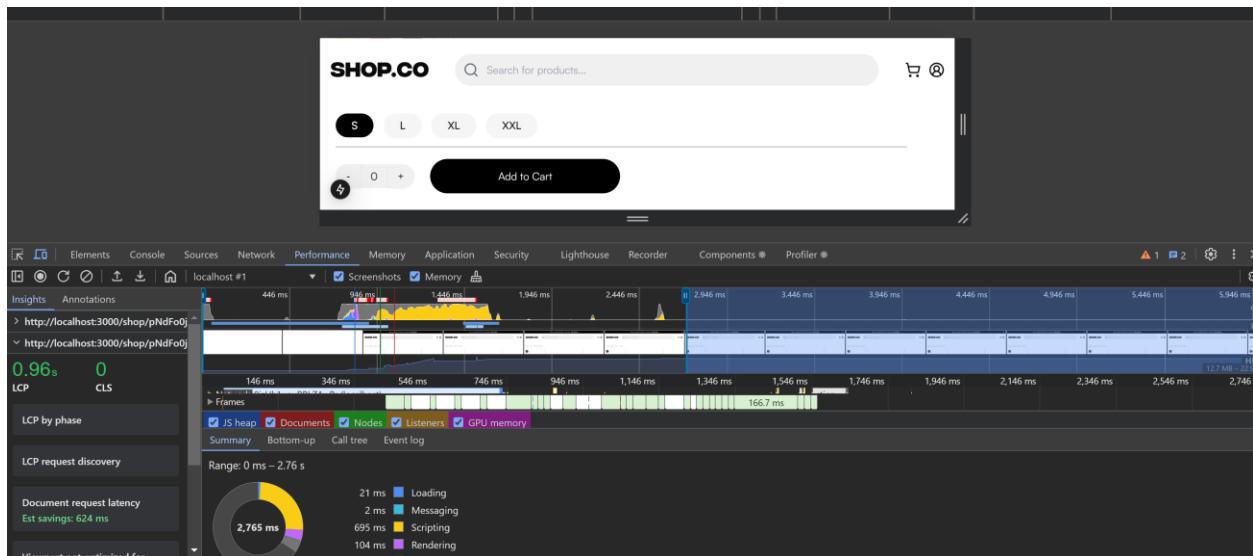 SHOP.CO Search for products...
S L XL XXL
- 0 + Add to Cart
Elements Console Sources Network Performance Memory Application Security Lighthouse Recorder Components Profiler 1 2
localhost #1 Screenshots Memory
Insights Annotations
446 ms 946 ms 1,446 ms 1,946 ms 2,446 ms 2,946 ms 3,446 ms 3,946 ms 4,446 ms 4,946 ms 5,446 ms 5,946 ms
> http://localhost:3000/shop/pNdFo0j
http://localhost:3000/shop/pNdFo0j
0.96s 0
LCP CLS
146 ms 346 ms 546 ms 746 ms 946 ms 1,146 ms 1,346 ms 1,546 ms 1,746 ms 1,946 ms 2,146 ms 2,346 ms 2,546 ms 2,746
Frames 166.7 ms
JS heap Documents Nodes Listeners GPU memory
Summary Bottom-up Call tree Event log
LCP by phase
LCP request discovery
Document request latency
Est savings: 624 ms
Range: 0 ms – 2.76 s
2,765 ms
21 ms Loading
2 ms Messaging
695 ms Scripting
104 ms Rendering